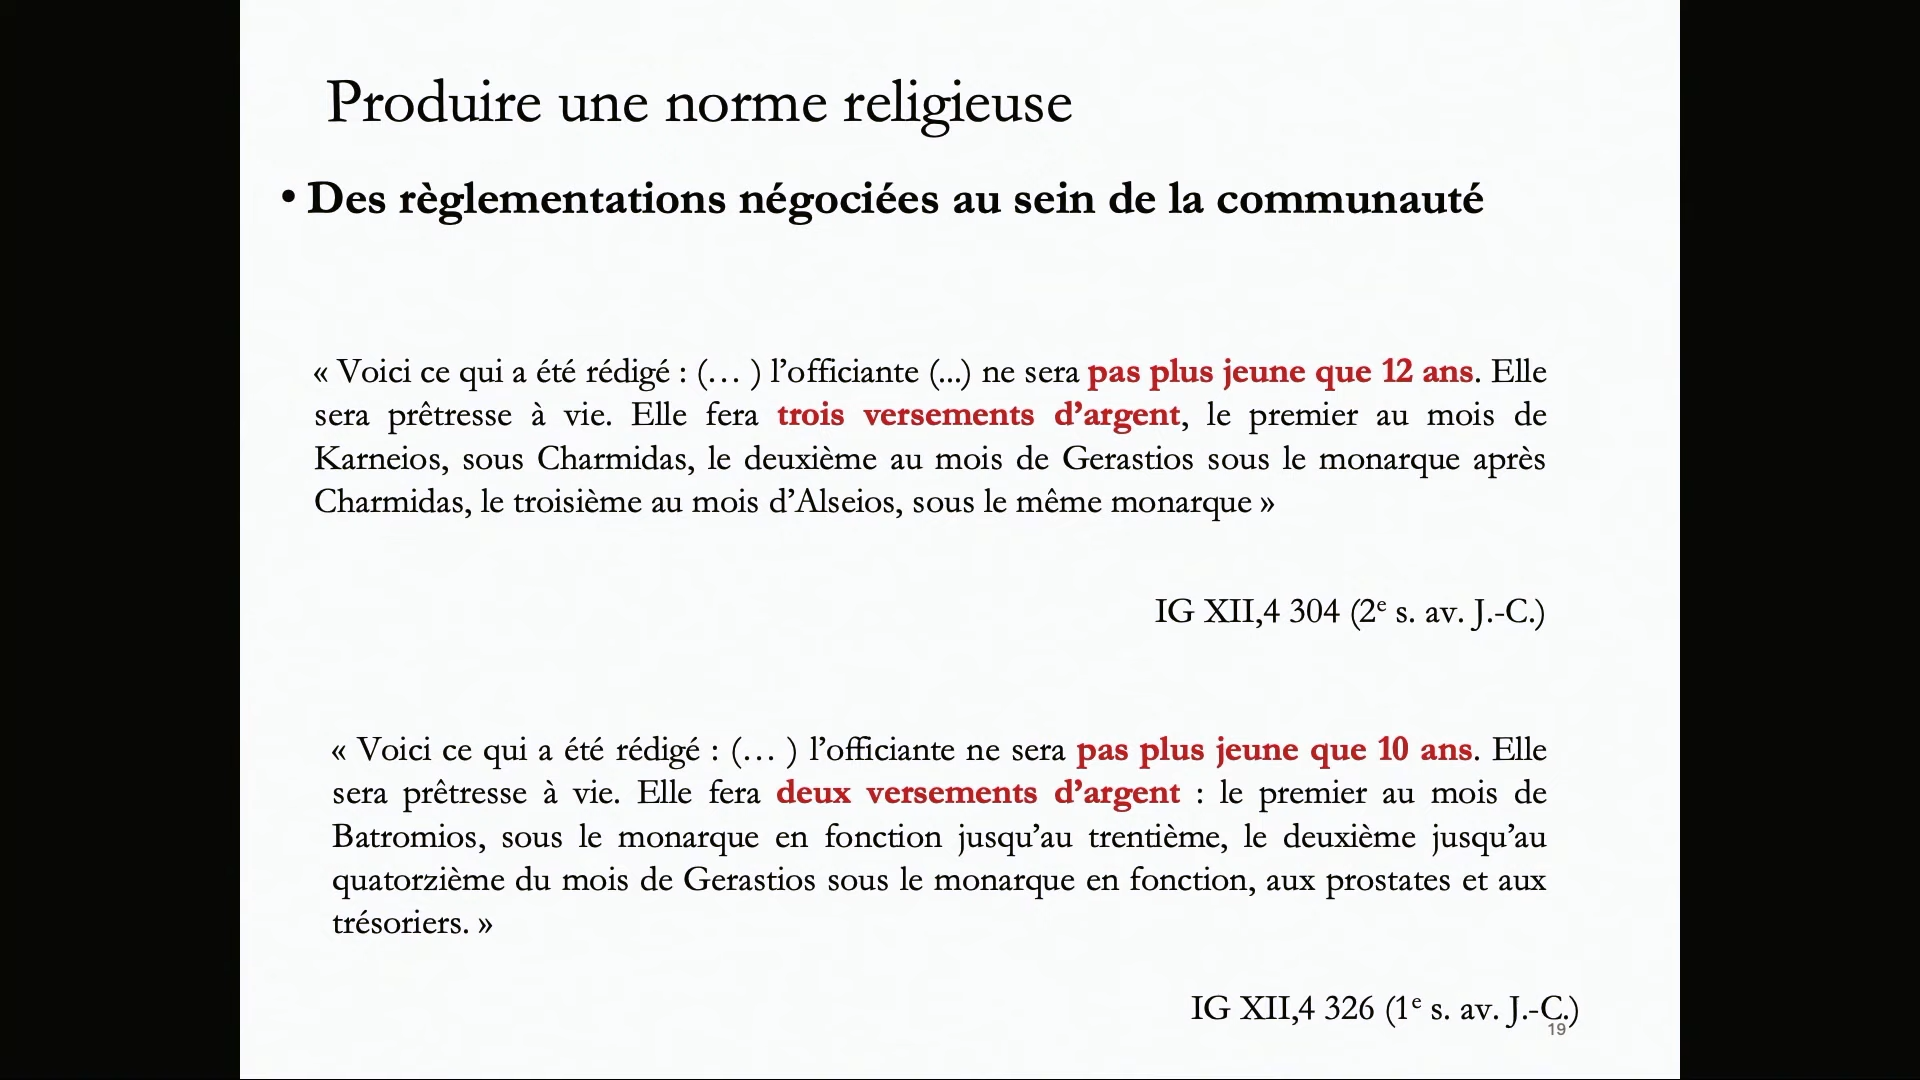 Produire une norme religieuse
• Des règlementations négociées au sein de la communauté
« Voici ce qui a été rédigé : (… ) l’officiante (...) ne sera pas plus jeune que 12 ans. Elle
sera prêtresse à vie. Elle fera trois versements d’argent, le premier au mois de
Karneios, sous Charmidas, le deuxième au mois de Gerastios sous le monarque après
Charmidas, le troisième au mois d’Alseios, sous le même monarque »
IG XII,4 304 (2e s. av. J.-C.)
« Voici ce qui a été rédigé : (… ) l’officiante ne sera pas plus jeune que 10 ans. Elle
sera prêtresse à vie. Elle fera deux versements d’argent : le premier au mois de
Batromios, sous le monarque en fonction jusqu’au trentième, le deuxième jusqu’au
quatorzième du mois de Gerastios sous le monarque en fonction, aux prostates et aux
trésoriers. »
IG XII,4 326 (1e s. av. J.-C.)
19